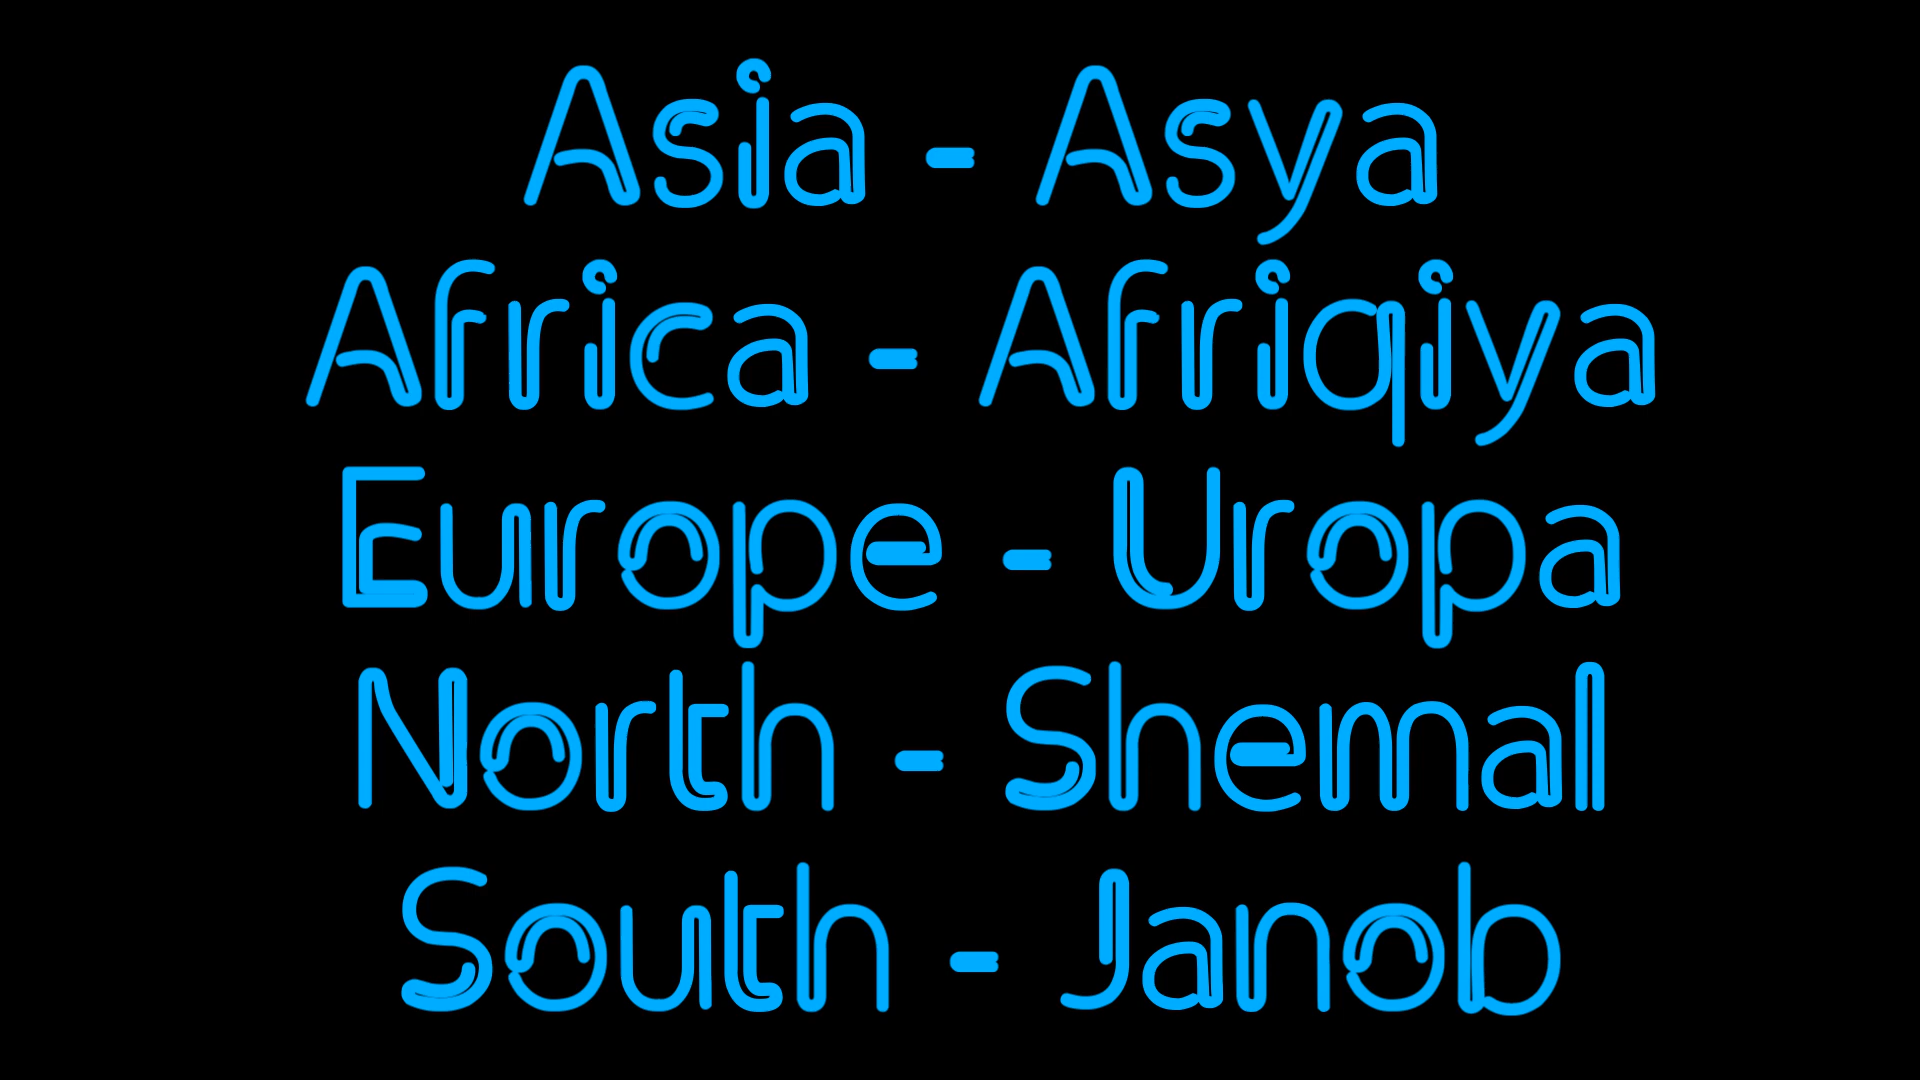 Asia - Asya
Africa - Afriqiya
Europe - Uropa
North - Shemal
South - Janob